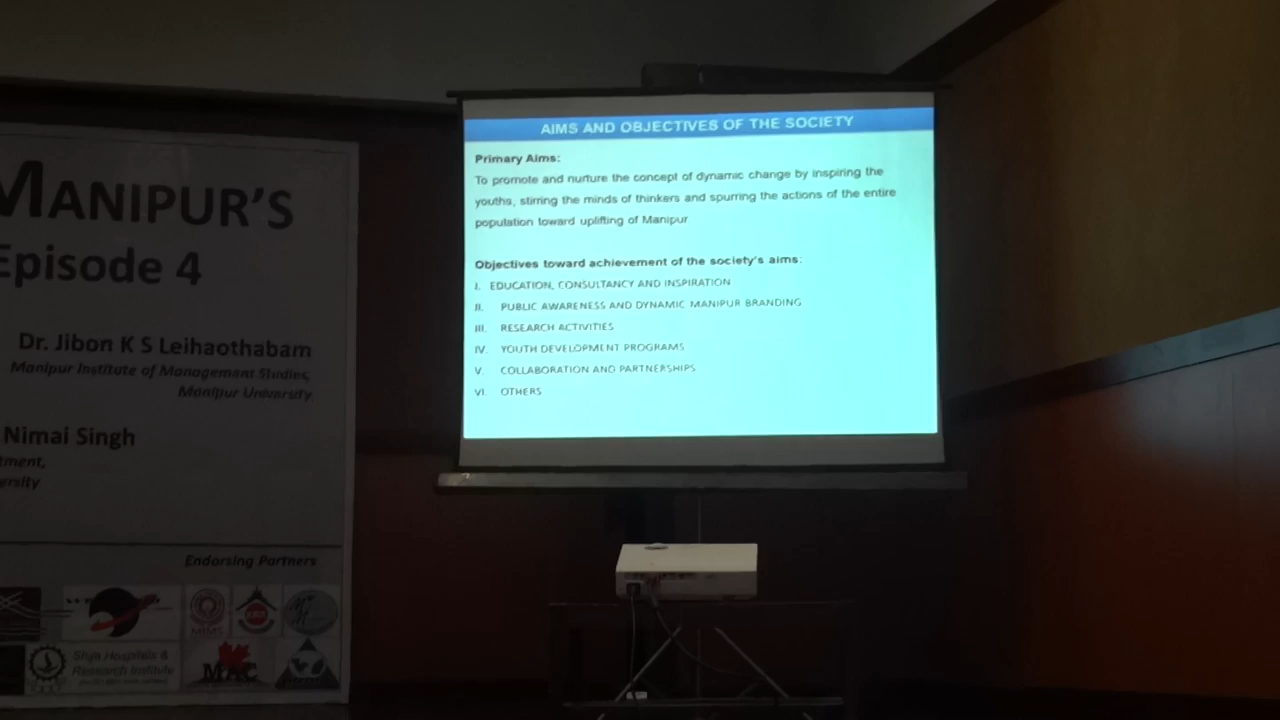 MANIPUR'S
Episode 4
Dr. Jibon K S Leihaothabam
Manipur Institute of Management Studies,
Manipur University
Nimai Singh
Endorsing Partners
MIMS
Shija Hospitals &
Research Institute
AIMS AND OBJECTIVES OF THE SOCIETY
Primary Aims:
To promote and nurture the concept of dynamic change by inspiring the
youths, stirring the minds of thinkers and spurring the actions of the entire
population toward uplifting of Manipur
Objectives toward achievement of the society's aims:
I. EDUCATION, CONSULTANCY AND INSPIRATION
II. PUBLIC AWARENESS AND DYNAMIC MANIPUR BRANDING
III. RESEARCH ACTIVITIES
IV. YOUTH DEVELOPMENT PROGRAMS
V. COLLABORATION AND PARTNERSHIPS
VI. OTHERS